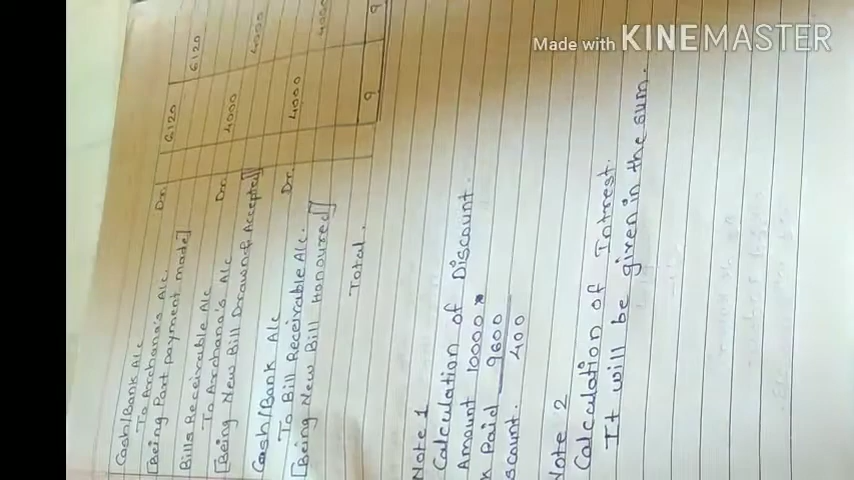 Made with KINEMASTER
Cash/Bank A/c Dr. 6120
To Archana's A/c. 6120
[Being Part payment made]
Bills Receivable A/c Dr. 4000
To Archana's A/c 4000
[Being New Bill Drawn & Accepted]
Cash/Bank A/c Dr. 4000
To Bill Receivable A/c. 4000
[Being New Bill Honoured]
Total.
Note 1
Calculation of Discount.
Amount 10000
Paid 9600
scount. 400
Note 2
Calculation of Intrest.
It will be given in the sum.